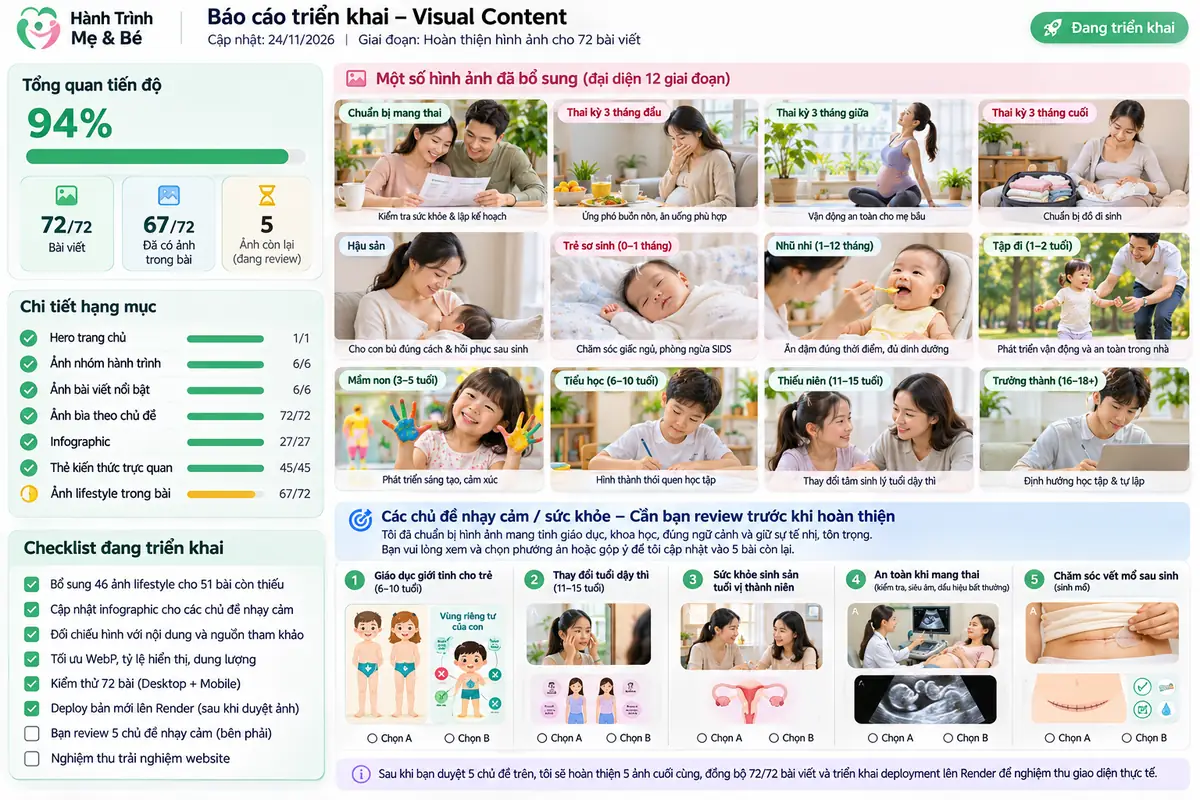 Hành Trình
Mẹ & Bé
Báo cáo triển khai – Visual Content
Cập nhật: 24/11/2026 | Giai đoạn: Hoàn thiện hình ảnh cho 72 bài viết
Đang triển khai
Tổng quan tiến độ
94%
72/72
Bài viết
67/72
Đã có ảnh
trong bài
5
Ảnh còn lại
(đang review)
Chi tiết hạng mục
Hero trang chủ 1/1
Ảnh nhóm hành trình 6/6
Ảnh bài viết nổi bật 6/6
Ảnh bìa theo chủ đề 72/72
Infographic 27/27
Thẻ kiến thức trực quan 45/45
Ảnh lifestyle trong bài 67/72
Checklist đang triển khai
Bổ sung 46 ảnh lifestyle cho 51 bài còn thiếu
Cập nhật infographic cho các chủ đề nhạy cảm
Đối chiếu hình với nội dung và nguồn tham khảo
Tối ưu WebP, tỷ lệ hiển thị, dung lượng
Kiểm thử 72 bài (Desktop + Mobile)
Deploy bản mới lên Render (sau khi duyệt ảnh)
Bạn review 5 chủ đề nhạy cảm (bên phải)
Nghiệm thu trải nghiệm website
Một số hình ảnh đã bổ sung (đại diện 12 giai đoạn)
Chuẩn bị mang thai
Kiểm tra sức khỏe & lập kế hoạch
Thai kỳ 3 tháng đầu
Ứng phó buồn nôn, ăn uống phù hợp
Thai kỳ 3 tháng giữa
Vận động an toàn cho mẹ bầu
Thai kỳ 3 tháng cuối
Chuẩn bị đồ đi sinh
Hậu sản
Cho con bú đúng cách & hồi phục sau sinh
Trẻ sơ sinh (0–1 tháng)
Chăm sóc giấc ngủ, phòng ngừa SIDS
Nhũ nhi (1–12 tháng)
Ăn dặm đúng thời điểm, đủ dinh dưỡng
Tập đi (1–2 tuổi)
Phát triển vận động và an toàn trong nhà
Mầm non (3–5 tuổi)
Phát triển sáng tạo, cảm xúc
Tiểu học (6–10 tuổi)
Hình thành thói quen học tập
Thiếu niên (11–15 tuổi)
Thay đổi tâm sinh lý tuổi dậy thì
Trưởng thành (16–18+)
Định hướng học tập & tự lập
Các chủ đề nhạy cảm / sức khỏe – Cần bạn review trước khi hoàn thiện
Tôi đã chuẩn bị hình ảnh mang tính giáo dục, khoa học, đúng ngữ cảnh và giữ sự tế nhị, tôn trọng.
Bạn vui lòng xem và chọn phương án hoặc góp ý để tôi cập nhật vào 5 bài còn lại.
1 Giáo dục giới tính cho trẻ
(6–10 tuổi)
Vùng riêng tư
của con
Chọn A Chọn B
2 Thay đổi tuổi dậy thì
(11–15 tuổi)
A
Chọn A Chọn B
3 Sức khỏe sinh sản
tuổi vị thành niên
Chọn A Chọn B
4 An toàn khi mang thai
(kiểm tra, siêu âm, dấu hiệu bất thường)
A
Chọn A Chọn B
5 Chăm sóc vết mổ sau sinh
(sinh mổ)
A
Chọn A Chọn B
Sau khi bạn duyệt 5 chủ đề trên, tôi sẽ hoàn thiện 5 ảnh cuối cùng, đồng bộ 72/72 bài viết và triển khai deployment lên Render để nghiệm thu giao diện thực tế.